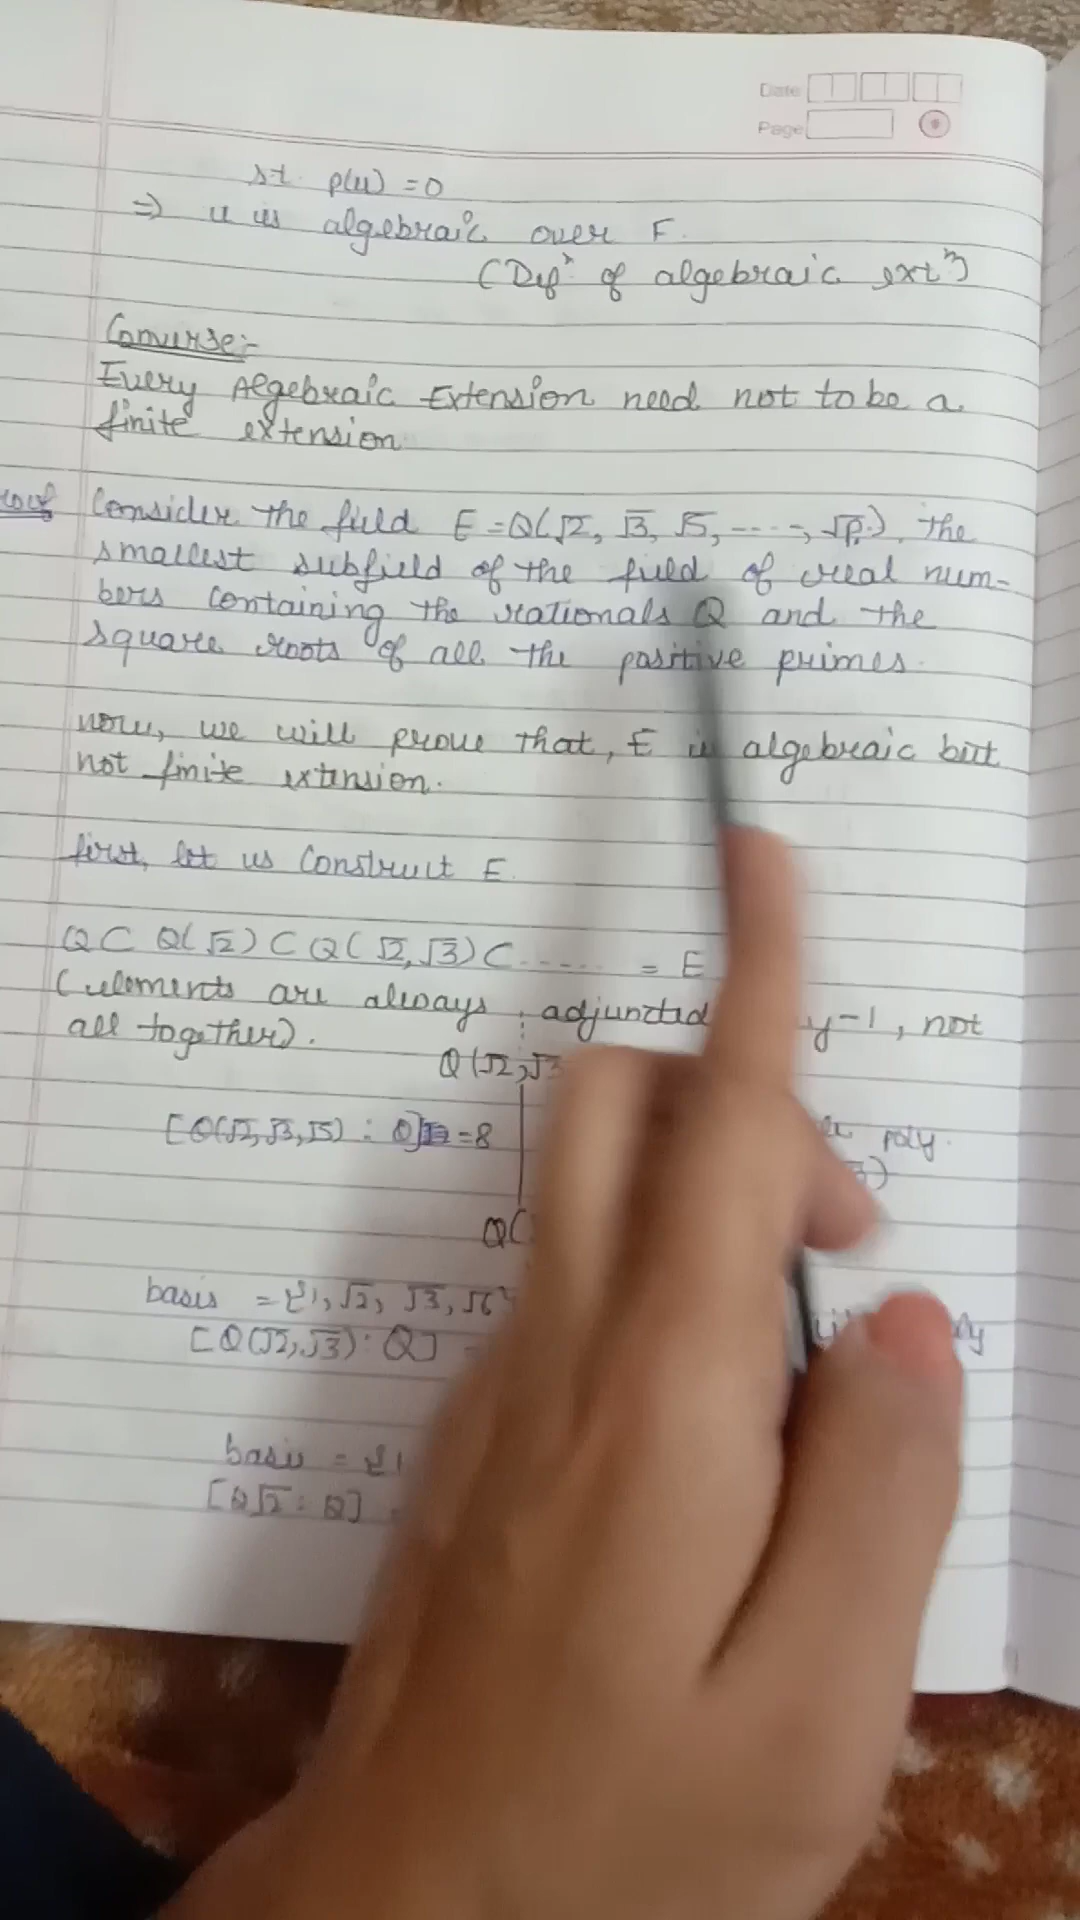 Date
Page
s.t. p(u) = 0
⇒ u is algebraic over F.
(Defⁿ of algebraic extⁿ)
Converse:-
Every Algebraic Extension need not to be a
finite extension
Consider the field E = Q(√2, √3, √5, ----, √p.). The
smallest subfield of the field of real num-
bers containing the rationals Q and the
square roots of all the positive primes.
now, we will prove that, E is algebraic but
not finite extension.
first, let us construct E.
Q ⊂ Q(√2) ⊂ Q(√2, √3) ⊂ ..... = E
(elements are always adjuncted y-1, not
all together).
Q(√2, √3
[Q(√2, √3, √5) : Q] = 8
poly.
Q(
basis = {1, √2, √3, √6}
[Q(√2, √3) : Q]
basis = {1
[Q√2 : Q]